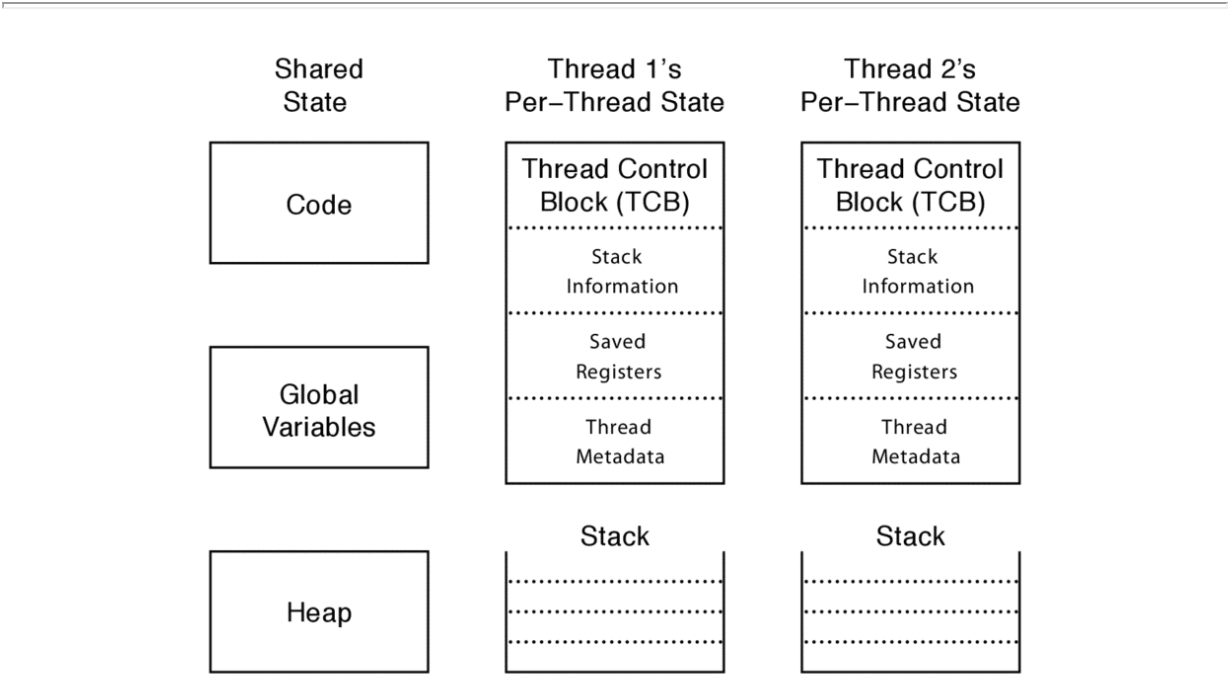 Shared
State
Thread 1's
Per–Thread State
Thread 2's
Per–Thread State
Code
Global
Variables
Heap
Thread Control
Block (TCB)
Stack
Information
Saved
Registers
Thread
Metadata
Stack
Thread Control
Block (TCB)
Stack
Information
Saved
Registers
Thread
Metadata
Stack